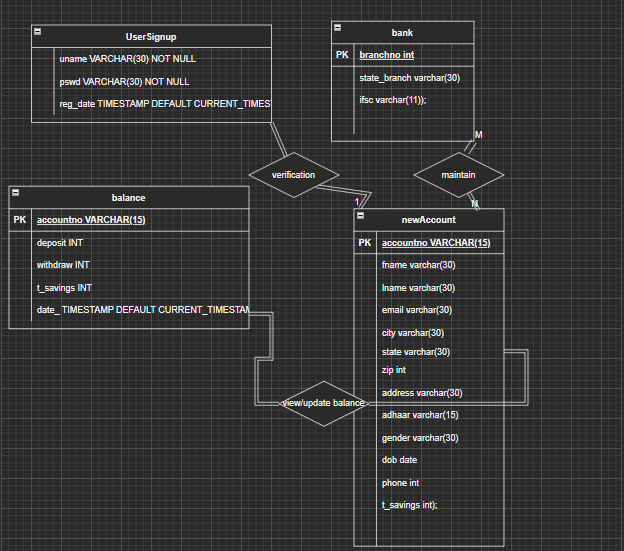 UserSignup
uname VARCHAR(30) NOT NULL
pswd VARCHAR(30) NOT NULL
reg_date TIMESTAMP DEFAULT CURRENT_TIMES
bank
PK branchno int
state_branch varchar(30)
ifsc varchar(11));
M
verification
maintain
1
N
balance
PK accountno VARCHAR(15)
deposit INT
withdraw INT
t_savings INT
date_ TIMESTAMP DEFAULT CURRENT_TIMESTAM
newAccount
PK accountno VARCHAR(15)
fname varchar(30)
lname varchar(30)
email varchar(30)
city varchar(30)
state varchar(30)
zip int
address varchar(30)
adhaar varchar(15)
gender varchar(30)
dob date
phone int
t_savings int);
view/update balance